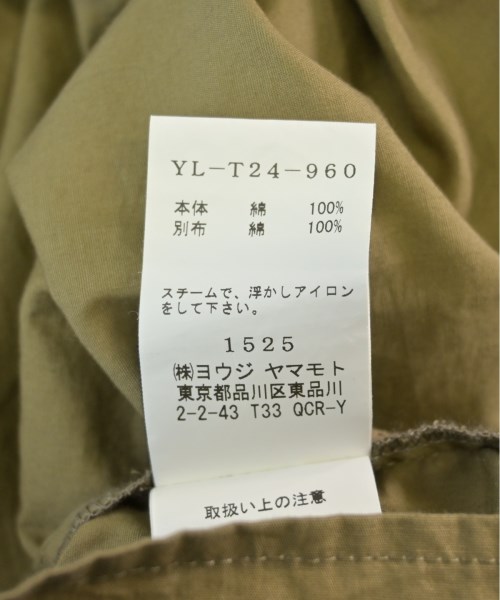 YL-T24-960
本体 綿 100%
別布 綿 100%
スチームで、浮かしアイロン
をして下さい。
1525
㈱ヨウジ ヤマモト
東京都品川区東品川
2-2-43 T33 QCR-Y
取扱い上の注意